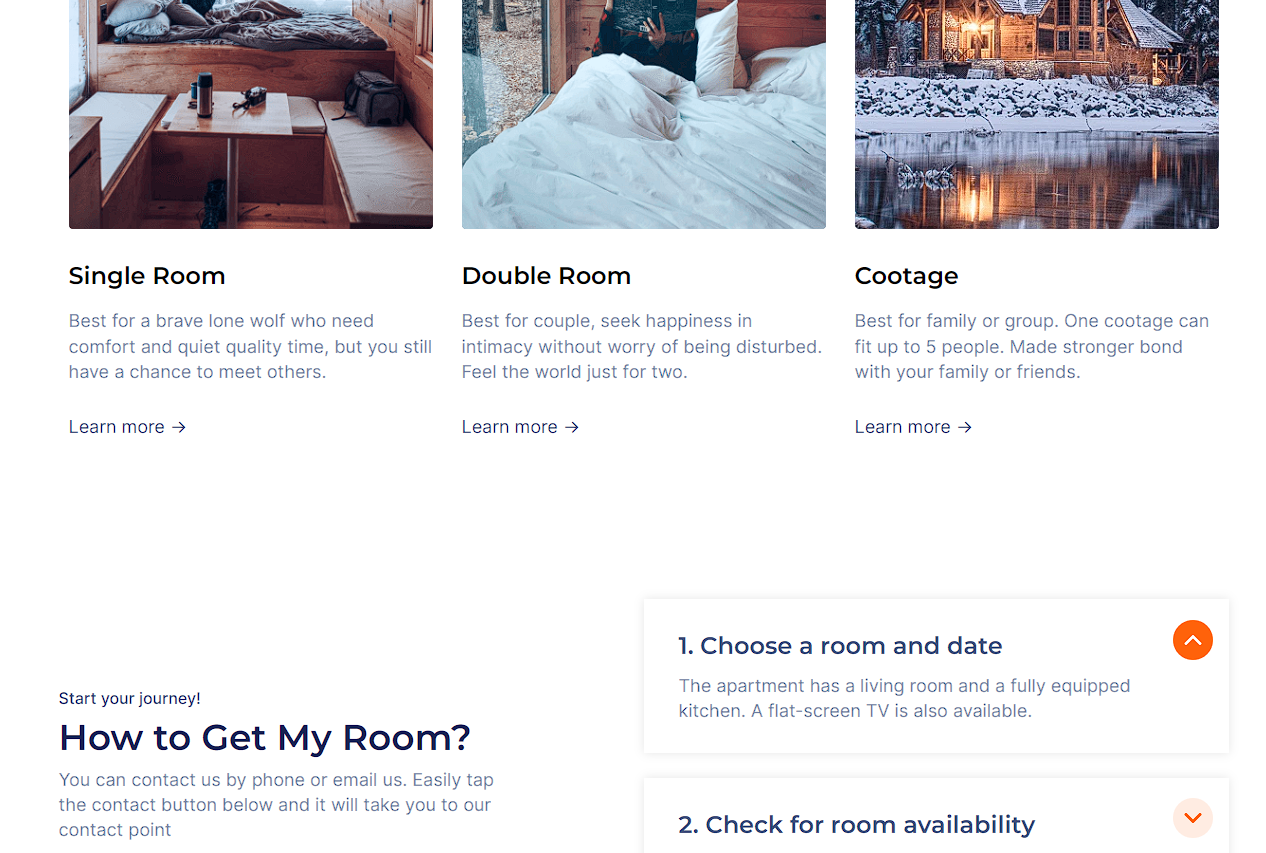 Single Room
Best for a brave lone wolf who need
comfort and quiet quality time, but you still
have a chance to meet others.
Learn more →
Double Room
Best for couple, seek happiness in
intimacy without worry of being disturbed.
Feel the world just for two.
Learn more →
Cootage
Best for family or group. One cootage can
fit up to 5 people. Made stronger bond
with your family or friends.
Learn more →
Start your journey!
How to Get My Room?
You can contact us by phone or email us. Easily tap
the contact button below and it will take you to our
contact point
1. Choose a room and date
The apartment has a living room and a fully equipped
kitchen. A flat-screen TV is also available.
2. Check for room availability